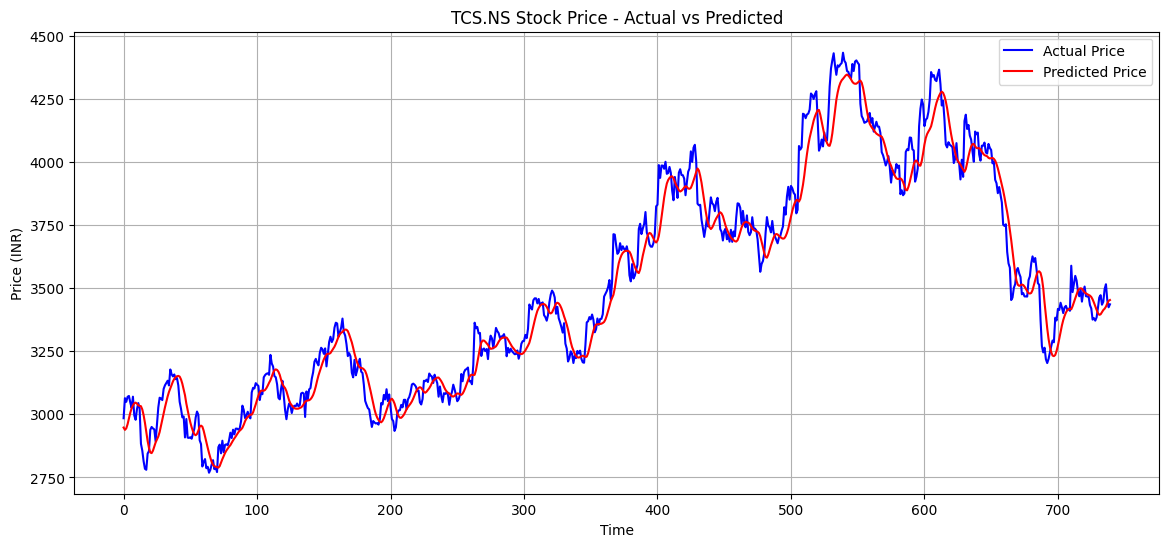 TCS.NS Stock Price - Actual vs Predicted
Actual Price
Predicted Price
Price (INR)
4500
4250
4000
3750
3500
3250
3000
2750
0 100 200 300 400 500 600 700
Time